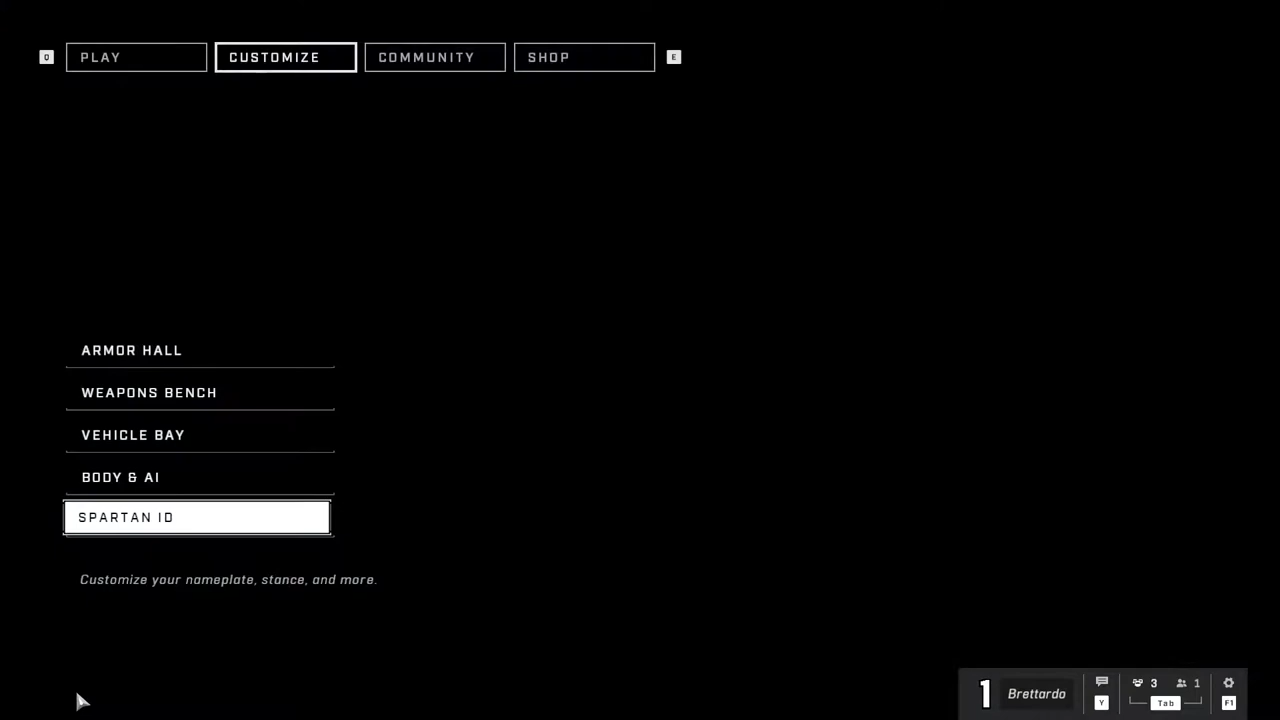 Q PLAY CUSTOMIZE COMMUNITY SHOP E
ARMOR HALL
WEAPONS BENCH
VEHICLE BAY
BODY & AI
SPARTAN ID
Customize your nameplate, stance, and more.
1 Brettardo 3 1
Y Tab F1